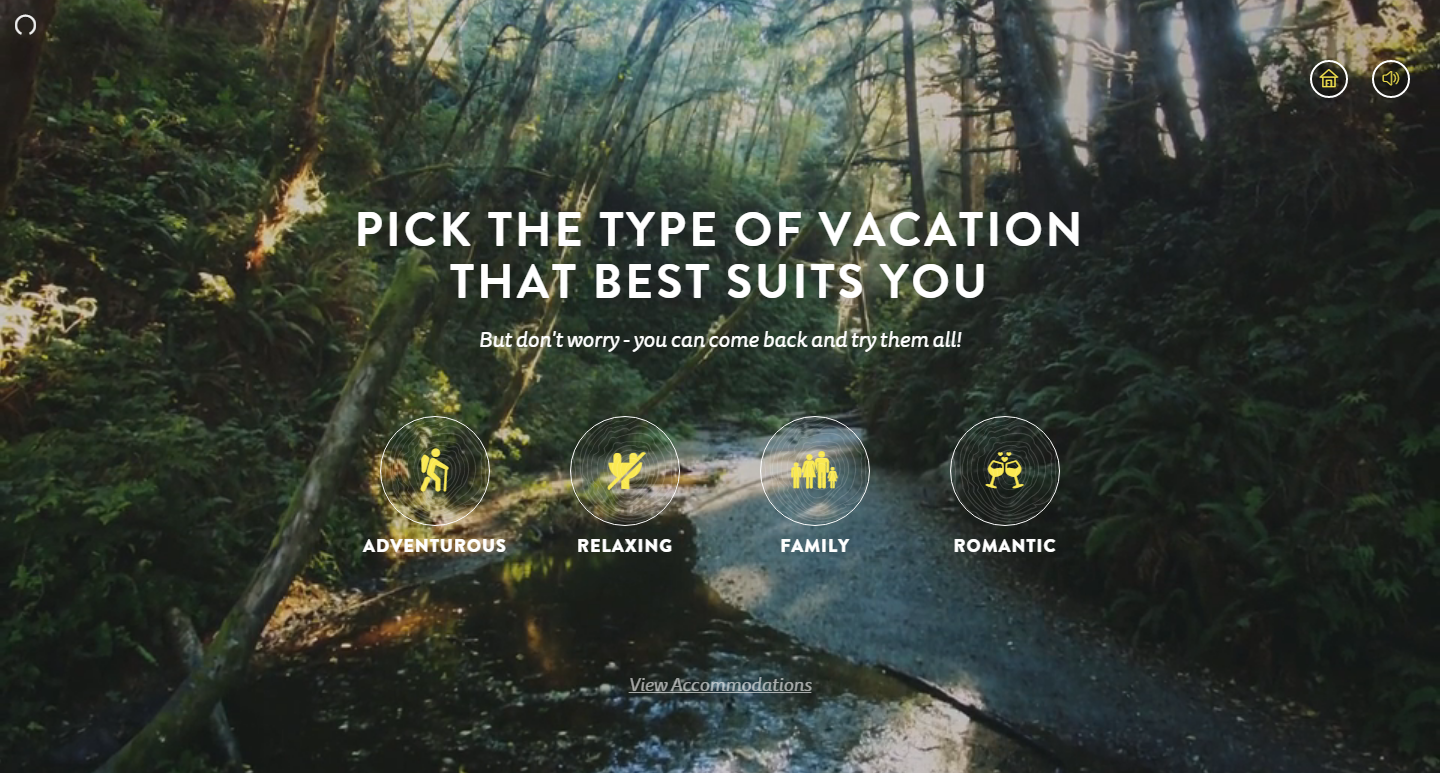 PICK THE TYPE OF VACATION
THAT BEST SUITS YOU
But don't worry - you can come back and try them all!
ADVENTUROUS
RELAXING
FAMILY
ROMANTIC
View Accommodations